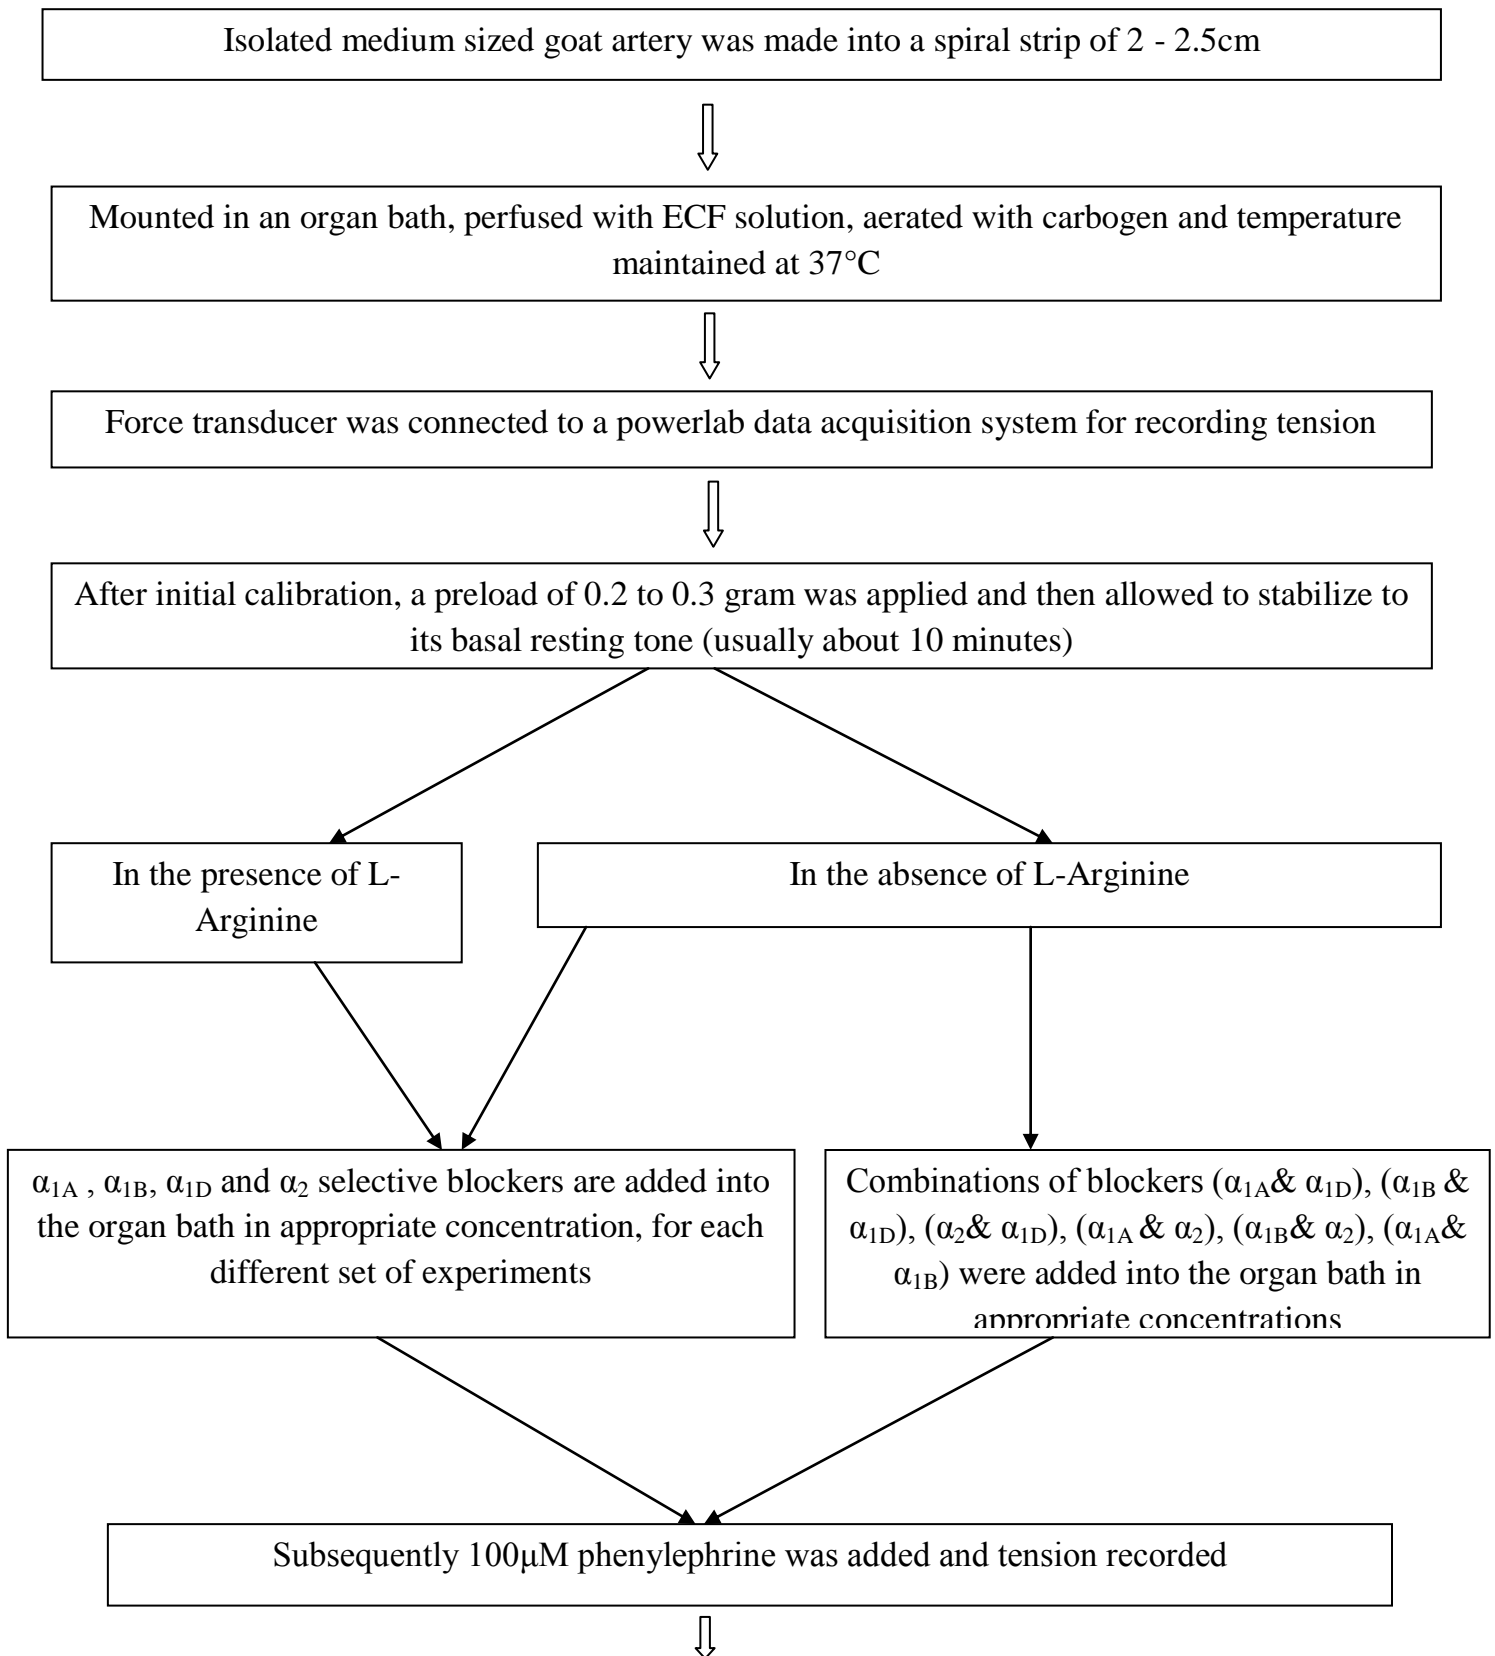 Isolated medium sized goat artery was made into a spiral strip of 2 - 2.5cm
Mounted in an organ bath, perfused with ECF solution, aerated with carbogen and temperature
maintained at 37°C
Force transducer was connected to a powerlab data acquisition system for recording tension
After initial calibration, a preload of 0.2 to 0.3 gram was applied and then allowed to stabilize to
its basal resting tone (usually about 10 minutes)
In the presence of L-
Arginine
In the absence of L-Arginine
α1A , α1B, α1D and α2 selective blockers are added into
the organ bath in appropriate concentration, for each
different set of experiments
Combinations of blockers (α1A& α1D), (α1B &
α1D), (α2& α1D), (α1A & α2), (α1B& α2), (α1A&
α1B) were added into the organ bath in
appropriate concentrations
Subsequently 100μM phenylephrine was added and tension recorded